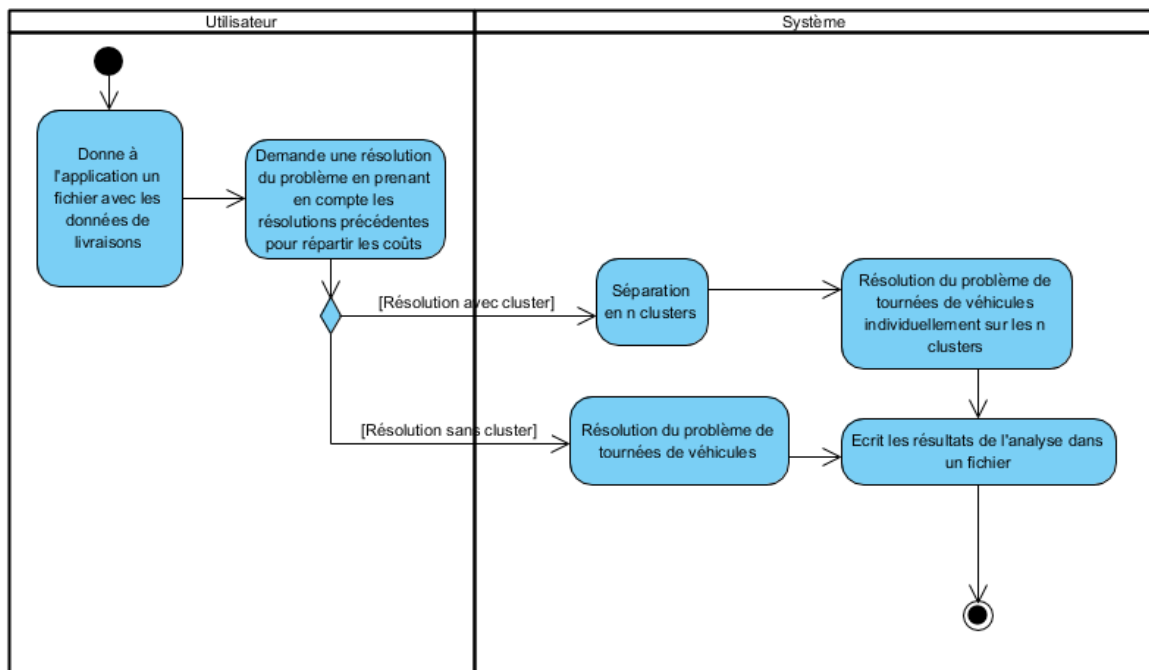 Utilisateur
Système
Donne à
l'application un
fichier avec les
données de
livraisons
Demande une résolution
du problème en prenant
en compte les
résolutions précédentes
pour répartir les coûts
[Résolution avec cluster]
Séparation
en n clusters
Résolution du problème de
tournées de véhicules
individuellement sur les n
clusters
[Résolution sans cluster]
Résolution du problème de
tournées de véhicules
Ecrit les résultats de l'analyse dans
un fichier